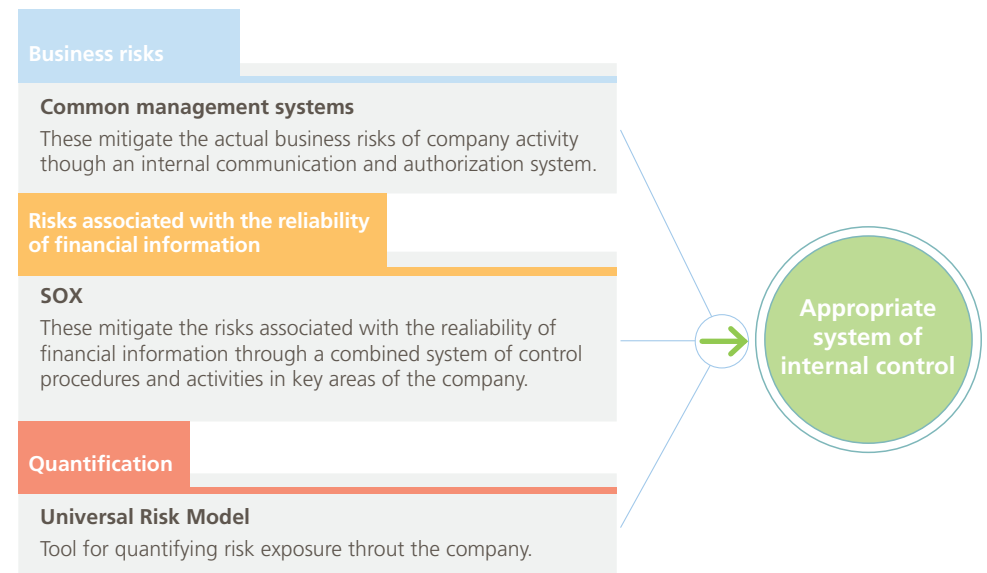 Business risks
Common management systems
These mitigate the actual business risks of company activity
though an internal communication and authorization system.
Risks associated with the reliability
of financial information
SOX
These mitigate the risks associated with the realiability of
financial information through a combined system of control
procedures and activities in key areas of the company.
Quantification
Universal Risk Model
Tool for quantifying risk exposure throut the company.
Appropriate
system of
internal control